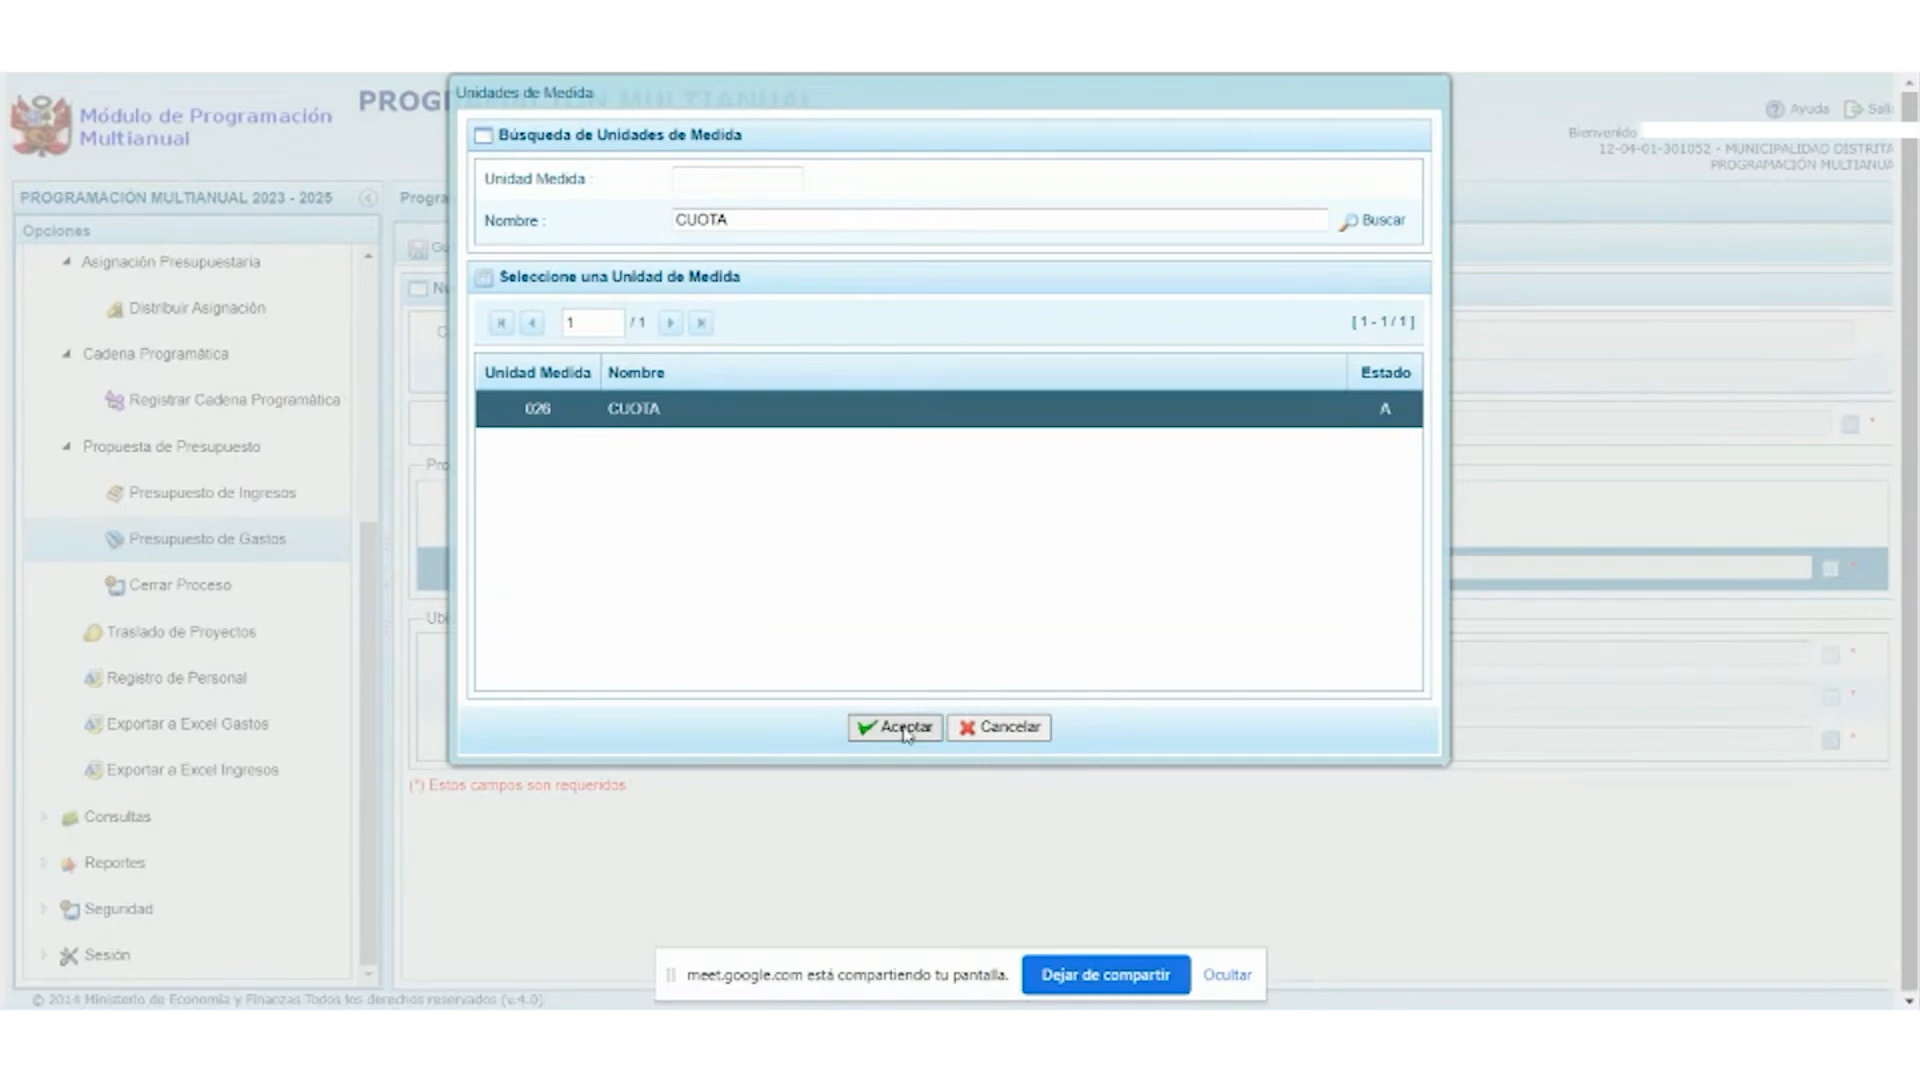 Módulo de Programación
Multianual
PROGRAMACIÓN MULTIANUAL
Ayuda
Bienvenido
12-04-01-301052 - MUNICIPALIDAD DISTRITA
PROGRAMACIÓN MULTIANUA
PROGRAMACIÓN MULTIANUAL 2023 - 2025
Opciones
Asignación Presupuestaria
Distribuir Asignación
Cadena Programática
Registrar Cadena Programática
Propuesta de Presupuesto
Presupuesto de Ingresos
Presupuesto de Gastos
Cerrar Proceso
Traslado de Proyectos
Registro de Personal
Exportar a Excel Gastos
Exportar a Excel Ingresos
Consultas
Reportes
Seguridad
Sesión
Unidades de Medida
Búsqueda de Unidades de Medida
Unidad Medida :
Nombre : CUOTA Buscar
Seleccione una Unidad de Medida
1 / 1 [ 1 - 1 / 1 ]
Unidad Medida Nombre Estado
026 CUOTA A
Aceptar Cancelar
(*) Estos campos son requeridos
meet.google.com está compartiendo tu pantalla. Dejar de compartir Ocultar
© 2014 Ministerio de Economía y Finanzas Todos los derechos reservados (v.4.0)